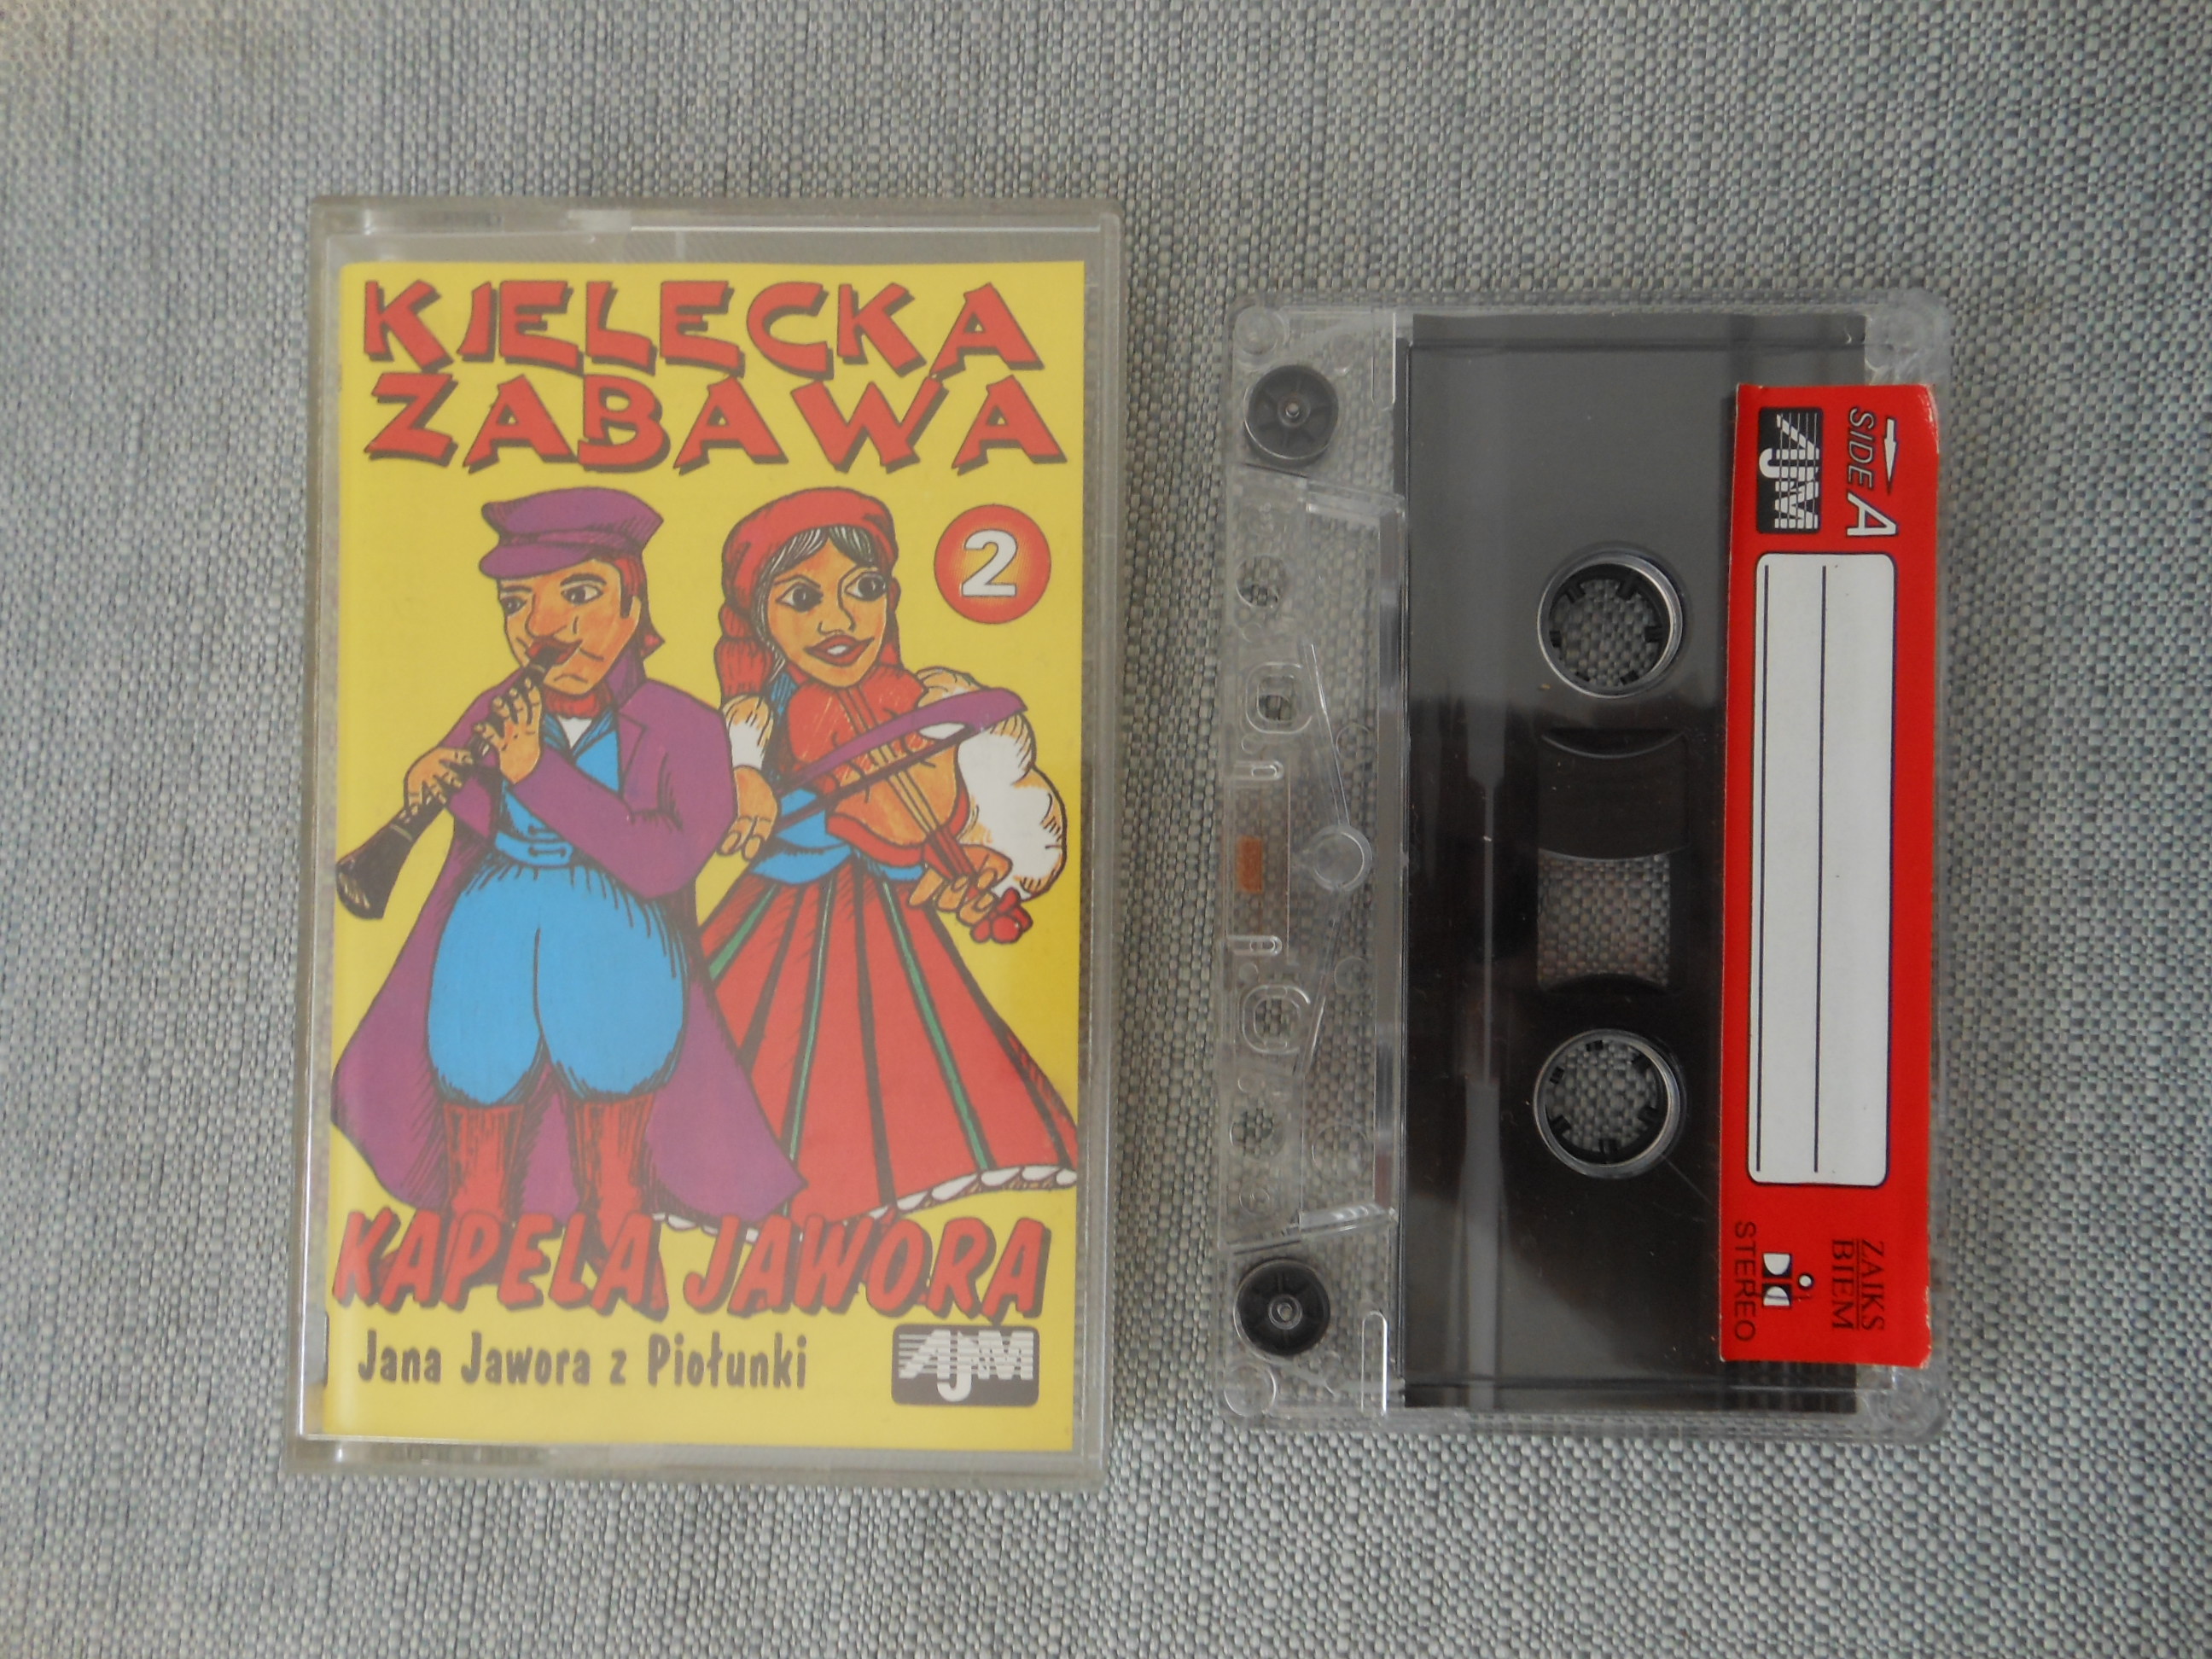 KIELECKA
ZABAWA
2
KAPELA JAWORA
Jana Jawora z Piołunki
AJM
SIDE A
AJM
ZAIKS
BIEM
STEREO